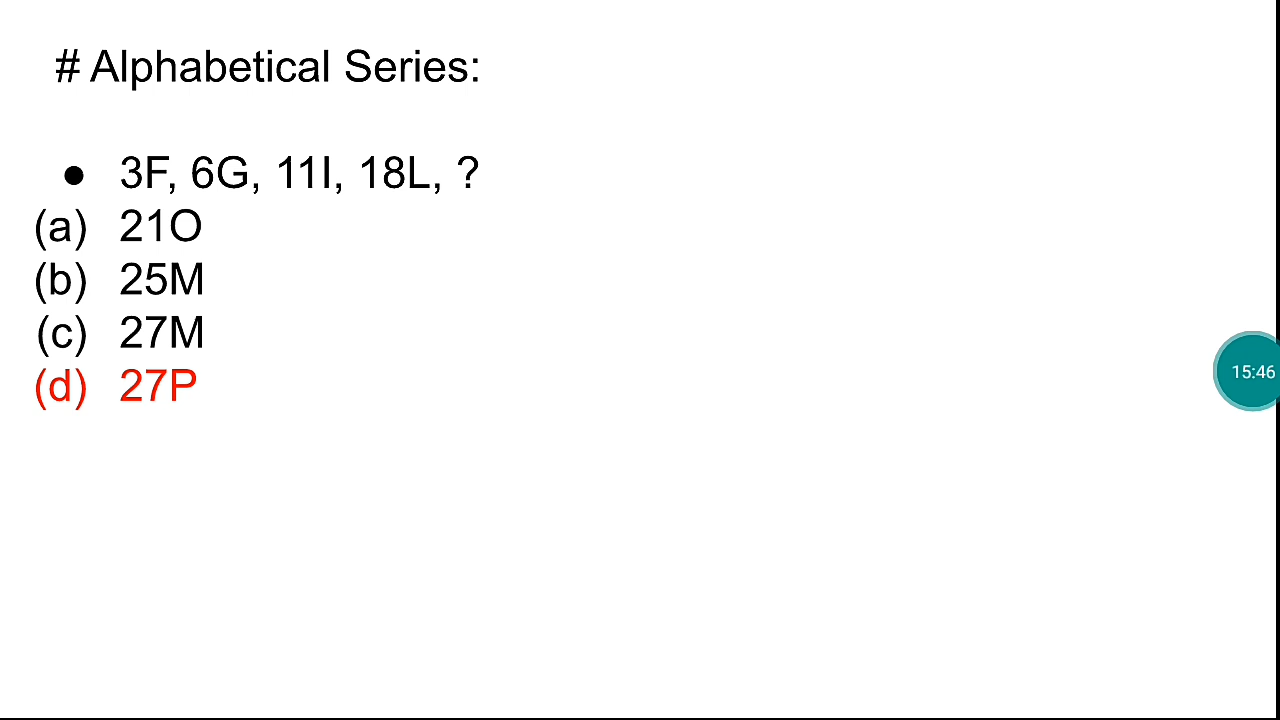 # Alphabetical Series:
● 3F, 6G, 11I, 18L, ?
(a) 21O
(b) 25M
(c) 27M
(d) 27P
15:46